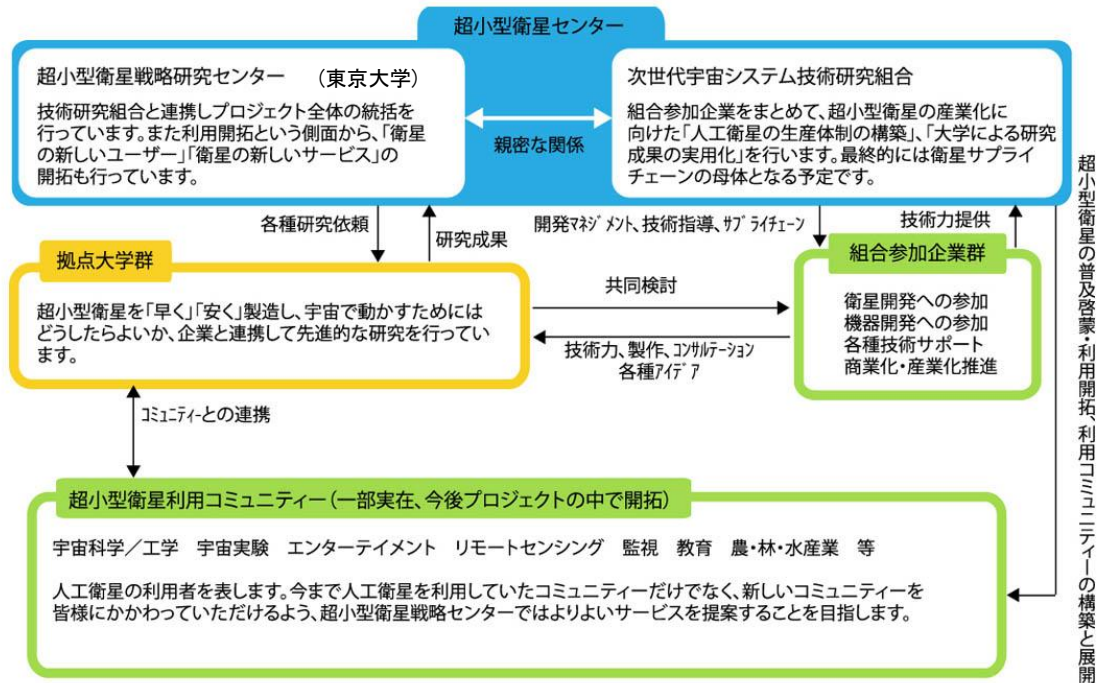 超小型衛星センター
超小型衛星戦略研究センター （東京大学）
技術研究組合と連携しプロジェクト全体の統括を
行っています。また利用開拓という側面から、「衛星
の新しいユーザー」「衛星の新しいサービス」の
開拓も行っています。
親密な関係
次世代宇宙システム技術研究組合
組合参加企業をまとめて、超小型衛星の産業化に
向けた「人工衛星の生産体制の構築」、「大学による研究
成果の実用化」を行います。最終的には衛星サプライ
チェーンの母体となる予定です。
各種研究依頼
研究成果
開発ﾏﾈｼﾞﾒﾝﾄ、技術指導、ｻﾌﾟﾗｲﾁｪｰﾝ
技術力提供
拠点大学群
超小型衛星を「早く」「安く」製造し、宇宙で動かすためには
どうしたらよいか、企業と連携して先進的な研究を行ってい
ます。
共同検討
技術力、製作、ｺﾝｻﾙﾃｰｼｮﾝ
各種ｱｲﾃﾞｱ
組合参加企業群
衛星開発への参加
機器開発への参加
各種技術サポート
商業化・産業化推進
ｺﾐｭﾆﾃｨｰとの連携
超小型衛星利用コミュニティー（一部実在、今後プロジェクトの中で開拓）
宇宙科学／工学 宇宙実験 エンターテイメント リモートセンシング 監視 教育 農・林・水産業 等
人工衛星の利用者を表します。今まで人工衛星を利用していたコミュニティーだけでなく、新しいコミュニティーを
皆様にかかわっていただけるよう、超小型衛星戦略センターではよりよいサービスを提案することを目指します。
超小型衛星の普及啓蒙・利用開拓、利用コミュニティーの構築と展開